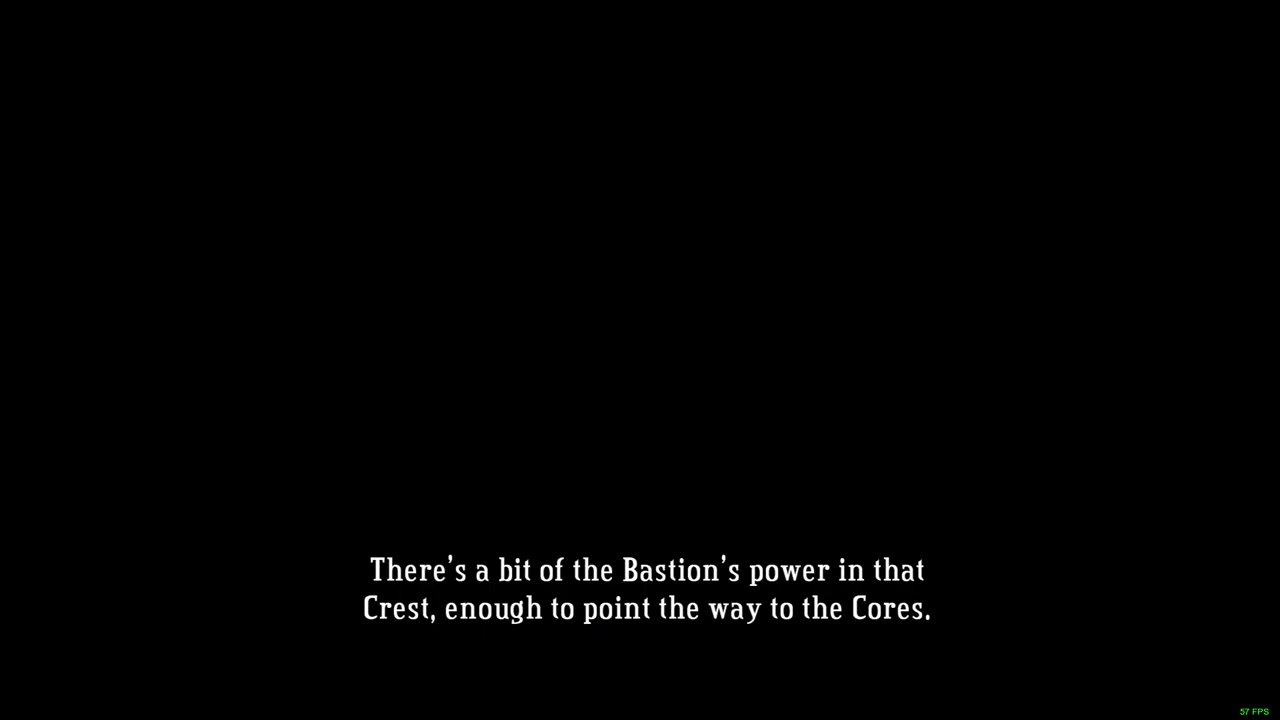 There's a bit of the Bastion's power in that
Crest, enough to point the way to the Cores.
57 FPS